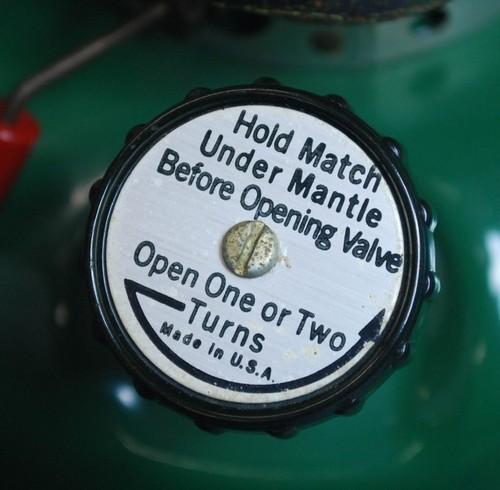 Hold Match
Under Mantle
Before Opening Valve
Open One or Two
Turns
Made in U.S.A.